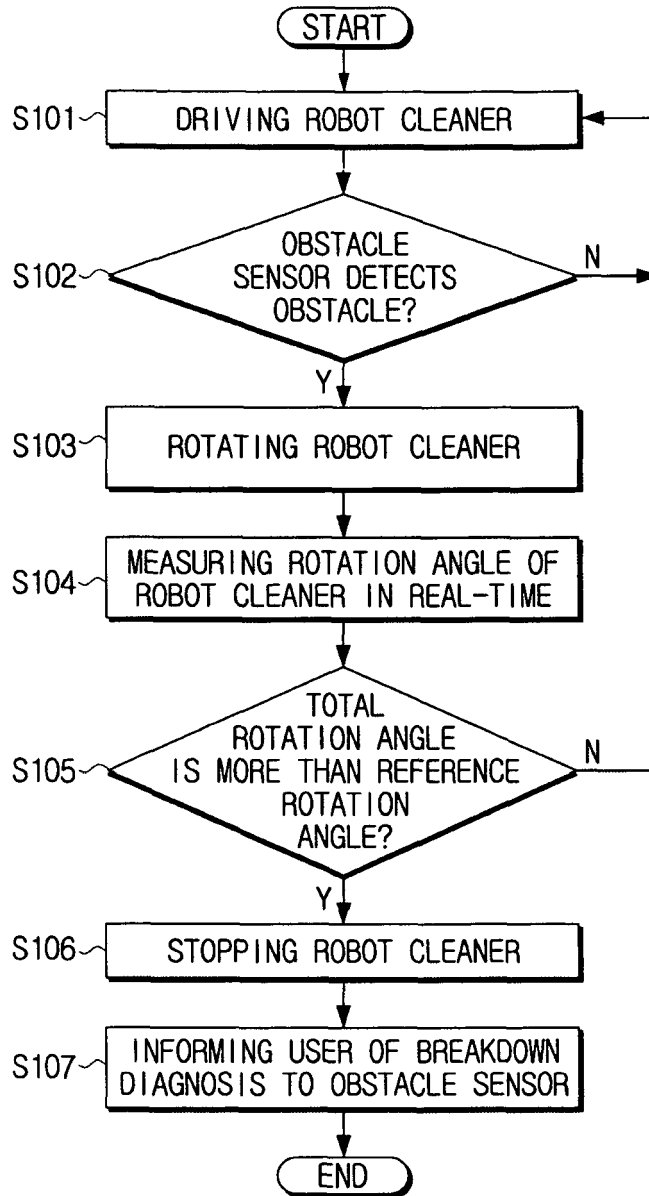 START
S101
DRIVING ROBOT CLEANER
S102
OBSTACLE
SENSOR DETECTS
OBSTACLE?
N
Y
S103
ROTATING ROBOT CLEANER
S104
MEASURING ROTATION ANGLE OF
ROBOT CLEANER IN REAL-TIME
S105
TOTAL
ROTATION ANGLE
IS MORE THAN REFERENCE
ROTATION
ANGLE?
N
Y
S106
STOPPING ROBOT CLEANER
S107
INFORMING USER OF BREAKDOWN
DIAGNOSIS TO OBSTACLE SENSOR
END